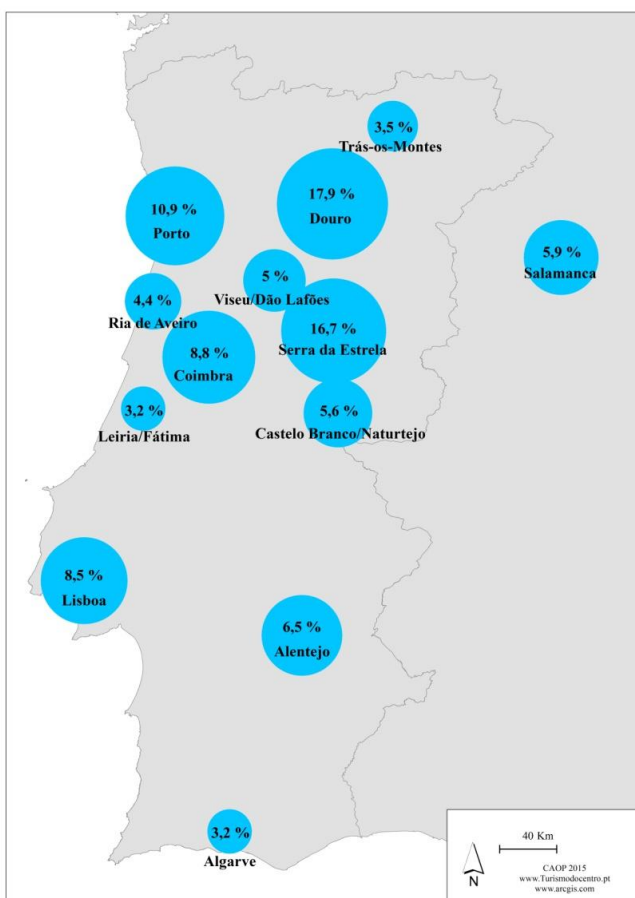 3,5 %
Trás-os-Montes
17,9 %
Douro
10,9 %
Porto
5,9 %
Salamanca
5 %
Viseu/Dão Lafões
4,4 %
Ria de Aveiro
16,7 %
Serra da Estrela
8,8 %
Coimbra
3,2 %
Leiria/Fátima
5,6 %
Castelo Branco/Naturtejo
8,5 %
Lisboa
6,5 %
Alentejo
3,2 %
Algarve
40 Km
N
CAOP 2015
www.Turismodocentro.pt
www.arcgis.com